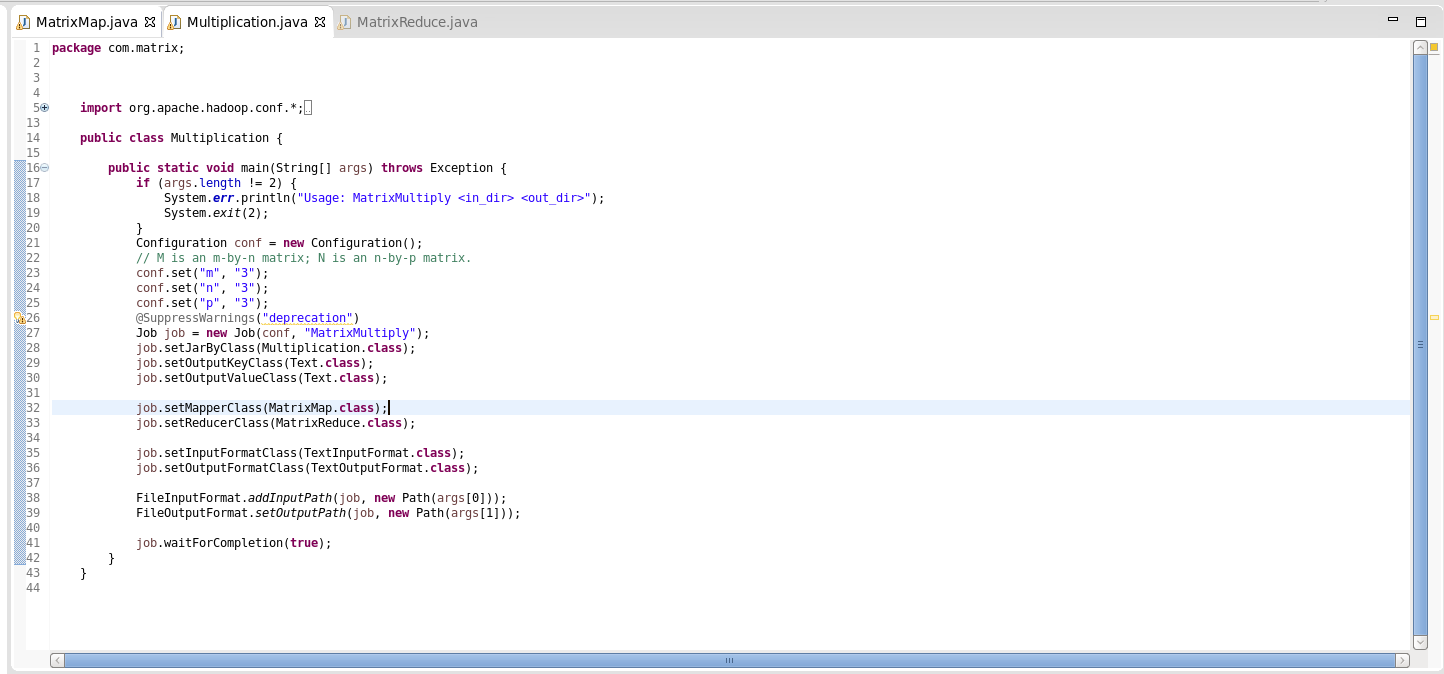 MatrixMap.java Multiplication.java MatrixReduce.java
1 package com.matrix;
2
3
4
5 import org.apache.hadoop.conf.*;
13
14 public class Multiplication {
15
16 public static void main(String[] args) throws Exception {
17 if (args.length != 2) {
18 System.err.println("Usage: MatrixMultiply <in_dir> <out_dir>");
19 System.exit(2);
20 }
21 Configuration conf = new Configuration();
22 // M is an m-by-n matrix; N is an n-by-p matrix.
23 conf.set("m", "3");
24 conf.set("n", "3");
25 conf.set("p", "3");
26 @SuppressWarnings("deprecation")
27 Job job = new Job(conf, "MatrixMultiply");
28 job.setJarByClass(Multiplication.class);
29 job.setOutputKeyClass(Text.class);
30 job.setOutputValueClass(Text.class);
31
32 job.setMapperClass(MatrixMap.class);
33 job.setReducerClass(MatrixReduce.class);
34
35 job.setInputFormatClass(TextInputFormat.class);
36 job.setOutputFormatClass(TextOutputFormat.class);
37
38 FileInputFormat.addInputPath(job, new Path(args[0]));
39 FileOutputFormat.setOutputPath(job, new Path(args[1]));
40
41 job.waitForCompletion(true);
42 }
43 }
44